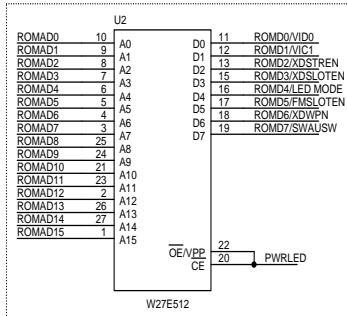 U2
ROMAD0 10 A0 D0 11 ROMD0/VID0
ROMAD1 9 A1 D1 12 ROMD1/VIC1
ROMAD2 8 A2 D2 13 ROMD2/XDSTREN
ROMAD3 7 A3 D3 15 ROMD3/XDSLOTEN
ROMAD4 6 A4 D4 16 ROMD4/LED MODE
ROMAD5 5 A5 D5 17 ROMD5/FMSLOTEN
ROMAD6 4 A6 D6 18 ROMD6/XDWPN
ROMAD7 3 A7 D7 19 ROMD7/SWAUSW
ROMAD8 25 A8
ROMAD9 24 A9
ROMAD10 21 A10
ROMAD11 23 A11
ROMAD12 2 A12
ROMAD13 26 A13
ROMAD14 27 A14
ROMAD15 1 A15
OE/VPP 22
CE 20 PWRLED
W27E512